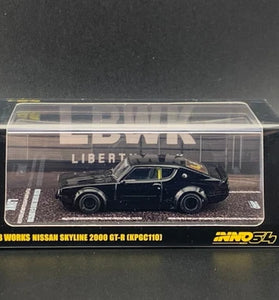 LBWK
LIBERT
B WORKS NISSAN SKYLINE 2000 GT-R (KPGC110)
INNO64